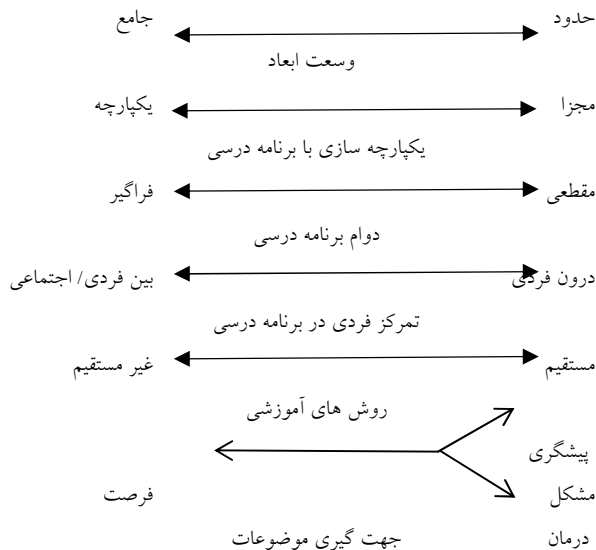 حدود جامع
وسعت ابعاد
مجزا یکپارچه
یکپارچه سازی با برنامه درسی
مقطعی فراگیر
دوام برنامه درسی
درون فردی بین فردی/ اجتماعی
تمرکز فردی در برنامه درسی
مستقیم غیر مستقیم
روش های آموزشی
پیشگری
مشکل فرصت
درمان جهت گیری موضوعات